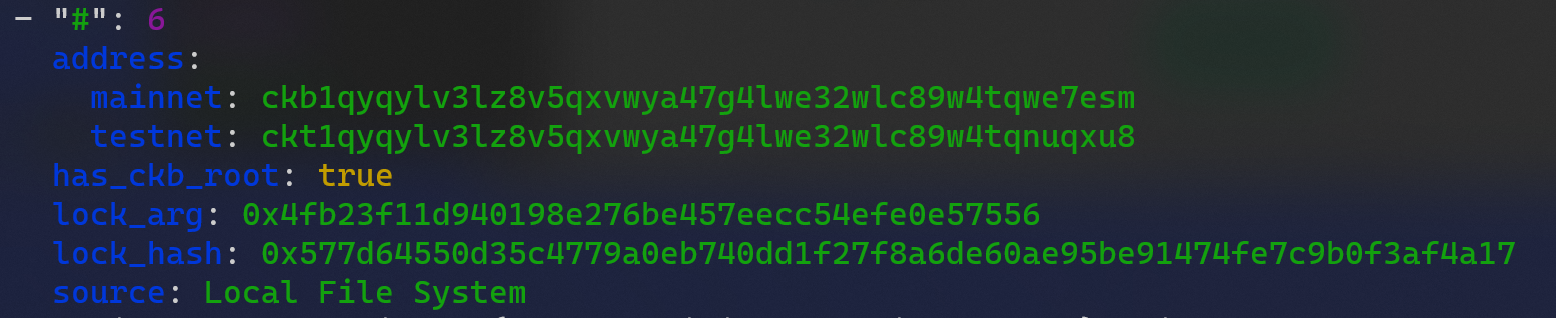 - "#": 6
address:
mainnet: ckb1qyqylv3lz8v5qxvwya47g4lwe32wlc89w4tqwe7esm
testnet: ckt1qyqylv3lz8v5qxvwya47g4lwe32wlc89w4tqnuqxu8
has_ckb_root: true
lock_arg: 0x4fb23f11d940198e276be457eecc54efe0e57556
lock_hash: 0x577d64550d35c4779a0eb740dd1f27f8a6de60ae95be91474fe7c9b0f3af4a17
source: Local File System